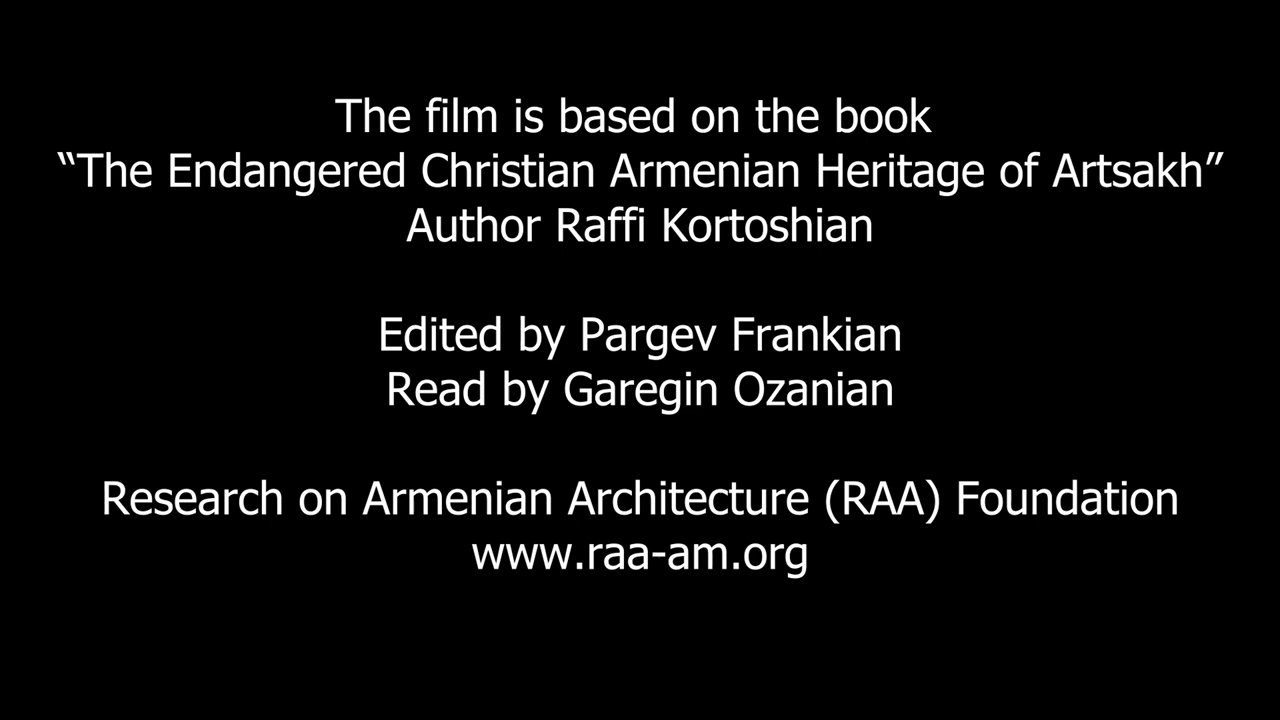 The film is based on the book
“The Endangered Christian Armenian Heritage of Artsakh”
Author Raffi Kortoshian
Edited by Pargev Frankian
Read by Garegin Ozanian
Research on Armenian Architecture (RAA) Foundation
www.raa-am.org